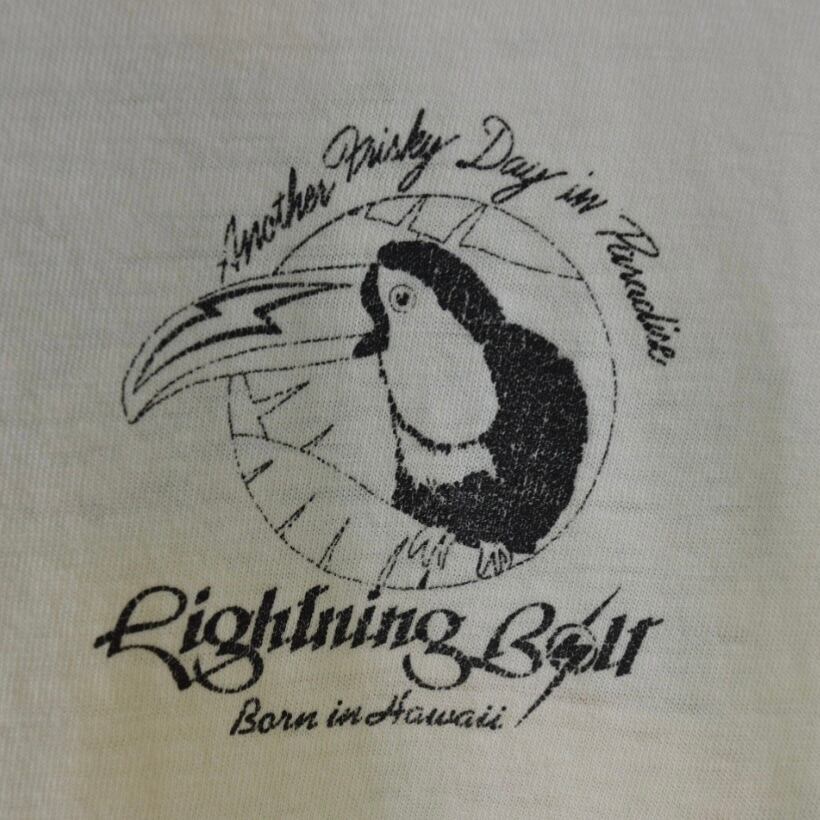 Another Frisky Day in Paradise
Lightning Bolt
Born in Hawaii